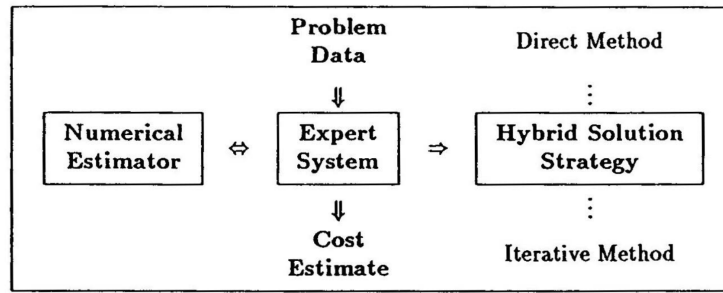 Problem
Data
Direct Method
⇓
⋮
Numerical
Estimator
⇔
Expert
System
⇒
Hybrid Solution
Strategy
⇓
⋮
Cost
Estimate
Iterative Method